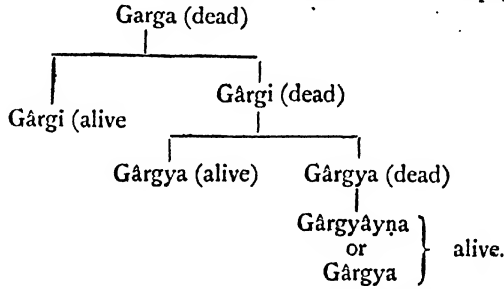 Garga (dead)
Gârgi (alive
Gârgi (dead)
Gârgya (alive) Gârgya (dead)
Gârgyâyṇa
or
Gârgya
} alive.